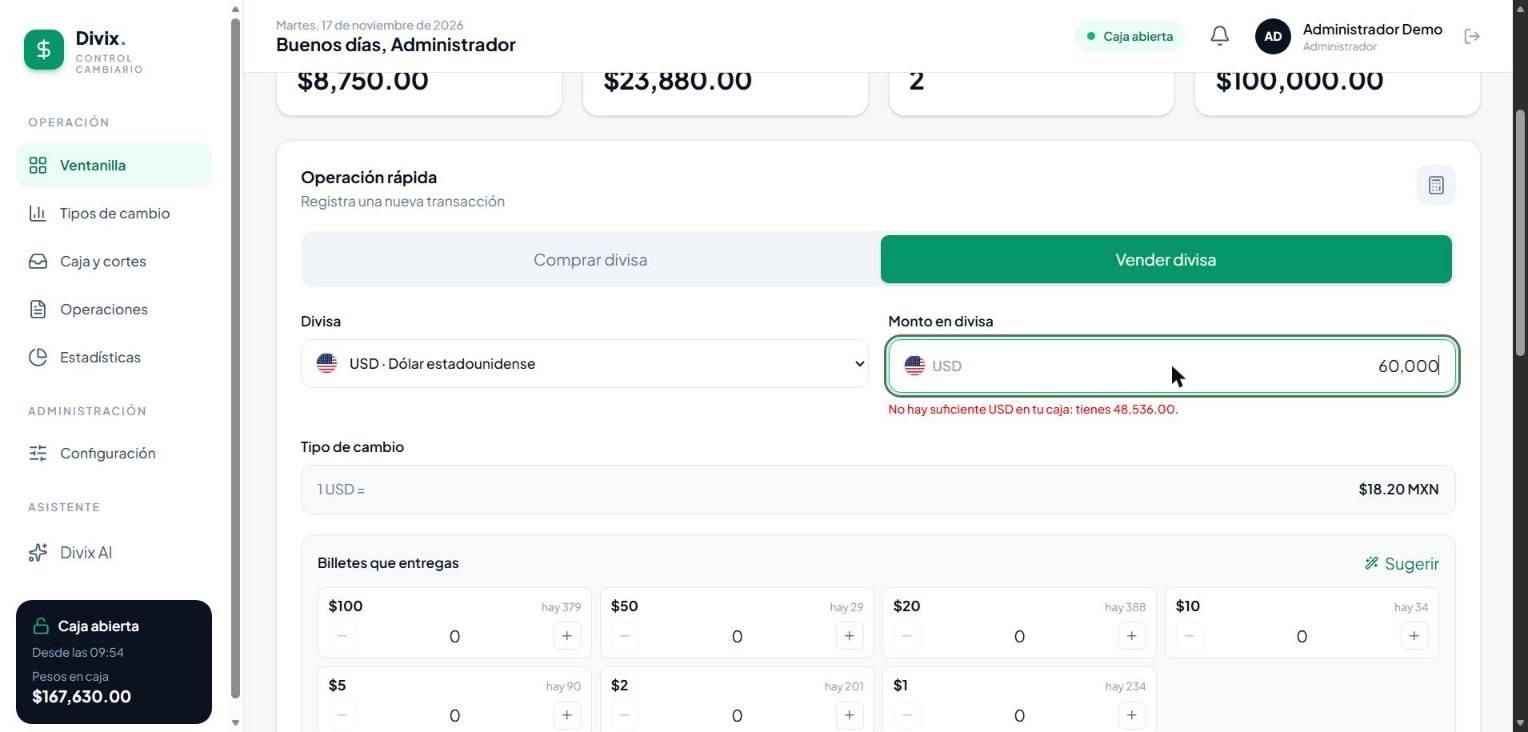 Divix.
CONTROL
CAMBIARIO
OPERACIÓN
Ventanilla
Tipos de cambio
Caja y cortes
Operaciones
Estadísticas
ADMINISTRACIÓN
Configuración
ASISTENTE
Divix AI
Caja abierta
Desde las 09:54
Pesos en caja
$167,630.00
Martes, 17 de noviembre de 2026
Buenos días, Administrador
Caja abierta
AD
Administrador Demo
Administrador
$8,750.00
$23,880.00
2
$100,000.00
Operación rápida
Registra una nueva transacción
Comprar divisa
Vender divisa
Divisa
USD · Dólar estadounidense
Monto en divisa
USD
60,000
No hay suficiente USD en tu caja: tienes 48,536.00.
Tipo de cambio
1 USD =
$18.20 MXN
Billetes que entregas
Sugerir
$100
hay 379
− 0 +
$50
hay 29
− 0 +
$20
hay 388
− 0 +
$10
hay 34
− 0 +
$5
hay 90
− 0 +
$2
hay 201
− 0 +
$1
hay 234
− 0 +